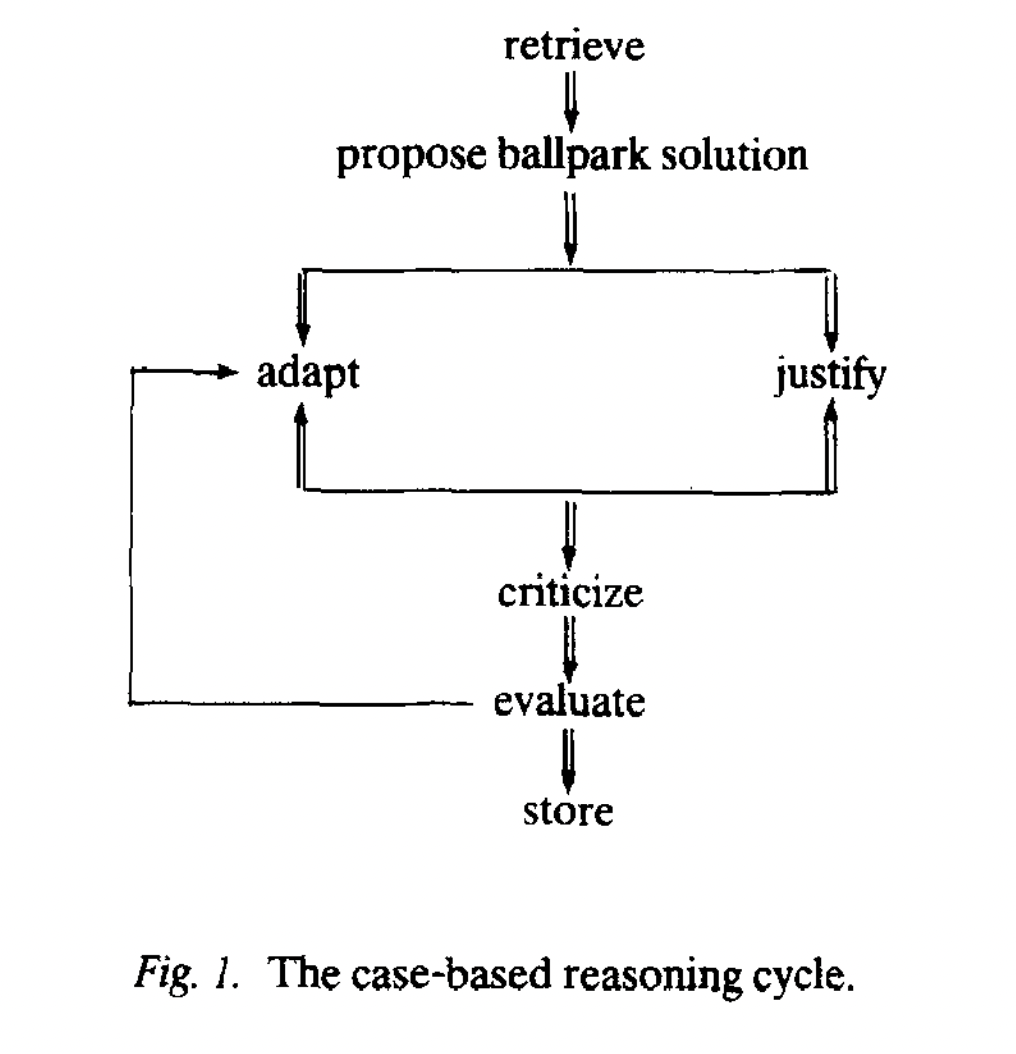 retrieve
propose ballpark solution
adapt
justify
criticize
evaluate
store
Fig. 1. The case-based reasoning cycle.